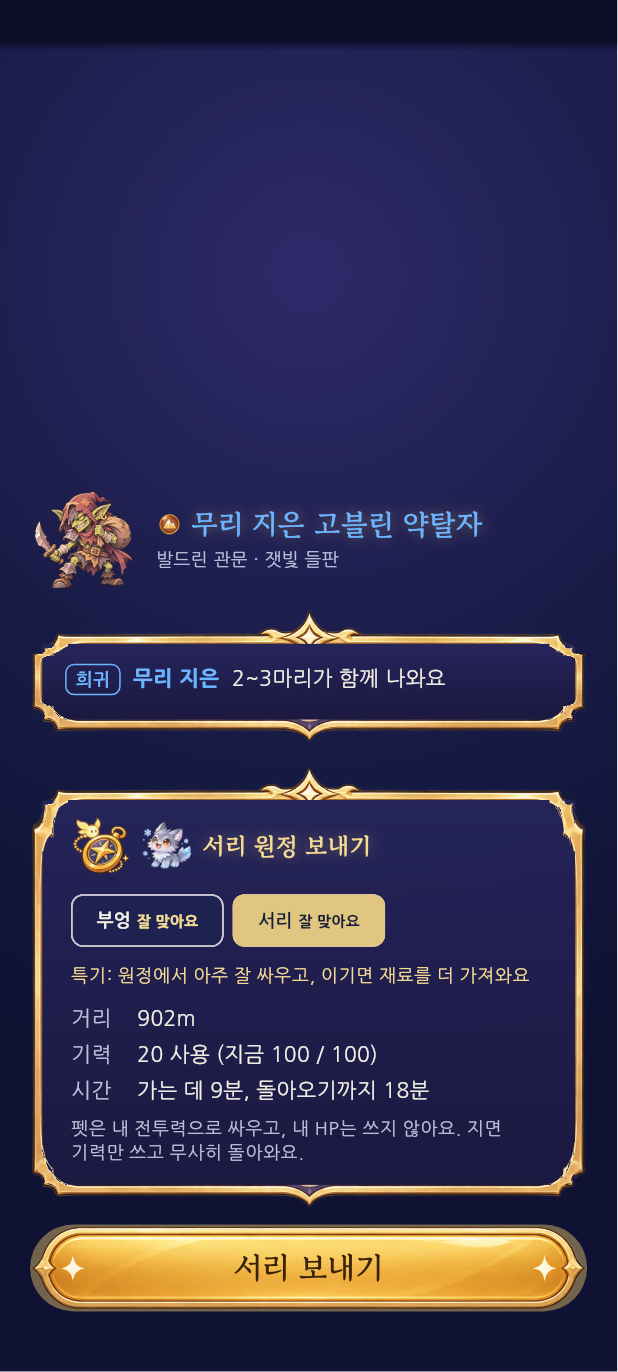 무리 지은 고블린 약탈자
발드린 관문 · 잿빛 들판
희귀 무리 지은 2~3마리가 함께 나와요
서리 원정 보내기
부엉 잘 맞아요 서리 잘 맞아요
특기: 원정에서 아주 잘 싸우고, 이기면 재료를 더 가져와요
거리 902m
기력 20 사용 (지금 100 / 100)
시간 가는 데 9분, 돌아오기까지 18분
펫은 내 전투력으로 싸우고, 내 HP는 쓰지 않아요. 지면
기력만 쓰고 무사히 돌아와요.
서리 보내기